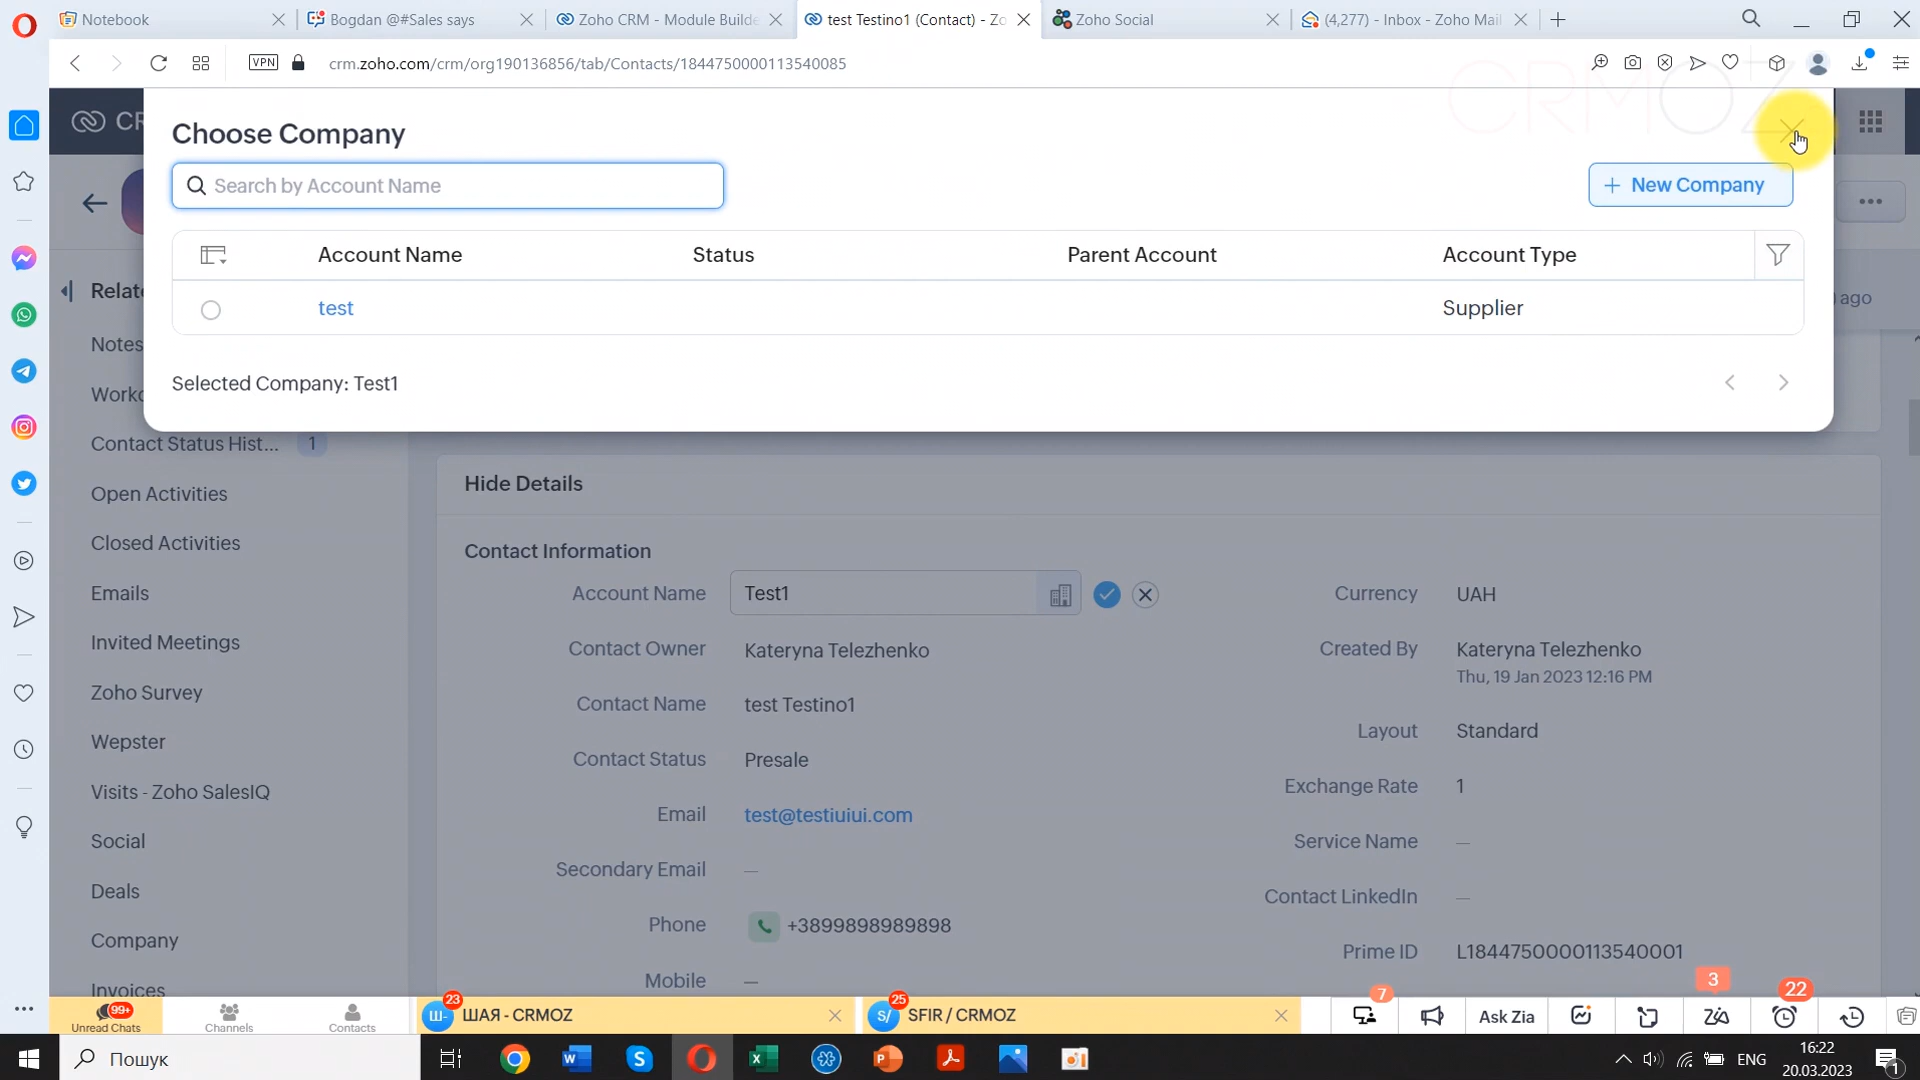 Notebook
Bogdan @#Sales says
Zoho CRM - Module Builde
test Testino1 (Contact) - Zo
Zoho Social
(4,277) - Inbox - Zoho Mail
VPN
crm.zoho.com/crm/org190136856/tab/Contacts/1844750000113540085
CRMOZ
CR
Choose Company
Search by Account Name
+ New Company
Account Name Status Parent Account Account Type
test Supplier
Selected Company: Test1
Relate
ago
Notes
Workd
Contact Status Hist... 1
Open Activities
Closed Activities
Emails
Invited Meetings
Zoho Survey
Wepster
Visits - Zoho SalesIQ
Social
Deals
Company
Invoices
Hide Details
Contact Information
Account Name Test1
Contact Owner Kateryna Telezhenko
Contact Name test Testino1
Contact Status Presale
Email test@testiuiui.com
Secondary Email —
Phone +3899898989898
Mobile —
Currency UAH
Created By Kateryna Telezhenko
Thu, 19 Jan 2023 12:16 PM
Layout Standard
Exchange Rate 1
Service Name —
Contact LinkedIn —
Prime ID L1844750000113540001
99+
Unread Chats
Channels
Contacts
23
Ш-
ШАЯ - CRMOZ
25
S/
SFIR / CRMOZ
7
Ask Zia
3
22
Пошук
ENG
16:22
20.03.2023
1